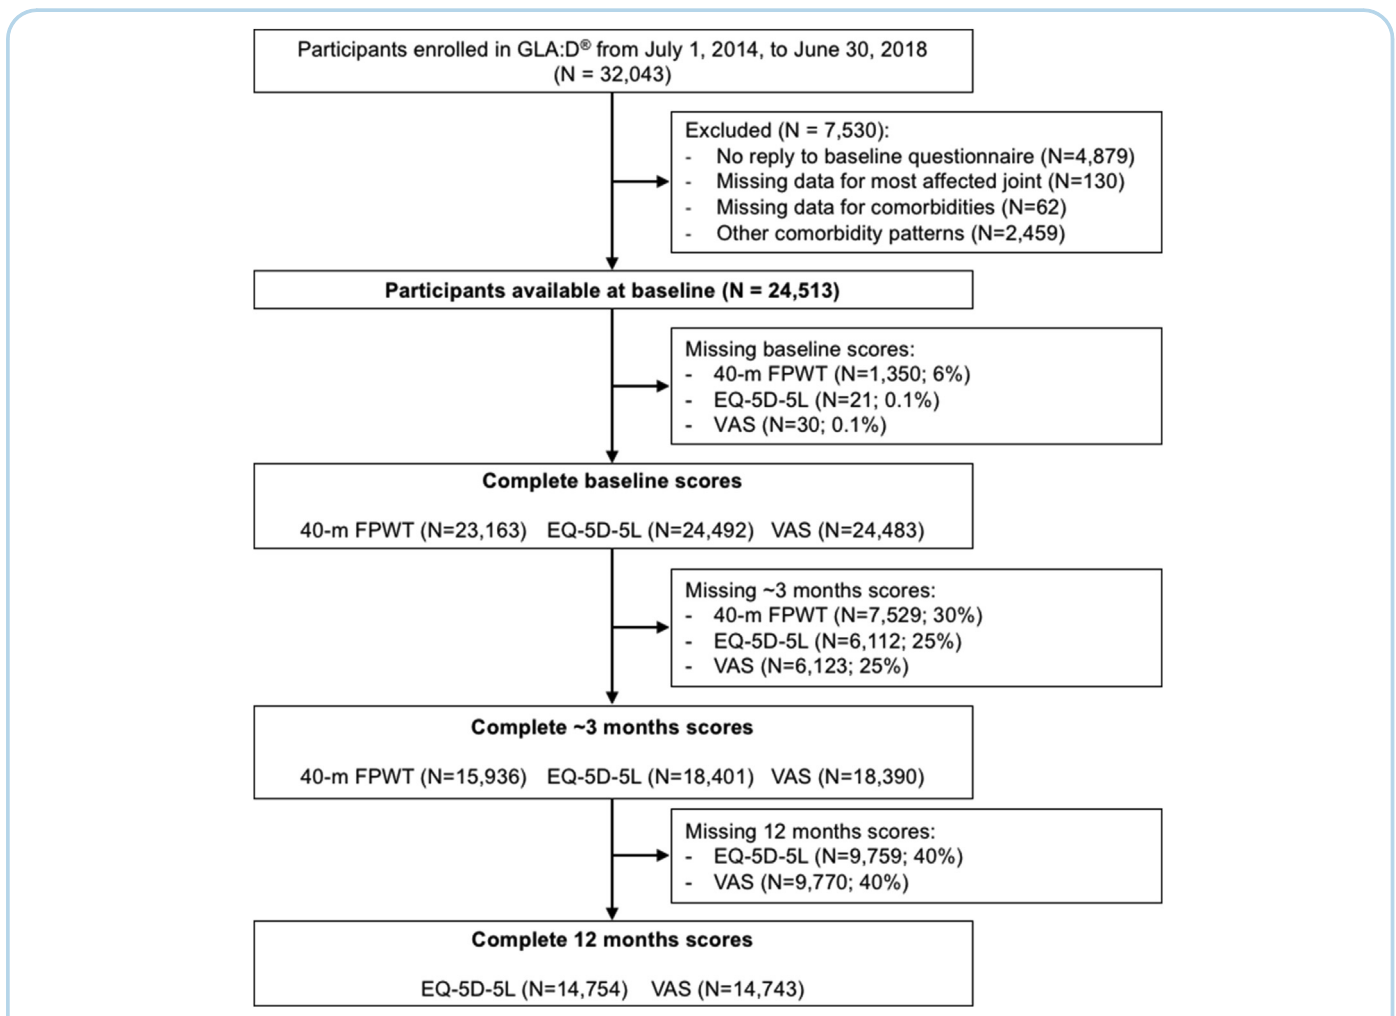 Participants enrolled in GLA:D® from July 1, 2014, to June 30, 2018
(N = 32,043)
Excluded (N = 7,530):
- No reply to baseline questionnaire (N=4,879)
- Missing data for most affected joint (N=130)
- Missing data for comorbidities (N=62)
- Other comorbidity patterns (N=2,459)
Participants available at baseline (N = 24,513)
Missing baseline scores:
- 40-m FPWT (N=1,350; 6%)
- EQ-5D-5L (N=21; 0.1%)
- VAS (N=30; 0.1%)
Complete baseline scores
40-m FPWT (N=23,163) EQ-5D-5L (N=24,492) VAS (N=24,483)
Missing ~3 months scores:
- 40-m FPWT (N=7,529; 30%)
- EQ-5D-5L (N=6,112; 25%)
- VAS (N=6,123; 25%)
Complete ~3 months scores
40-m FPWT (N=15,936) EQ-5D-5L (N=18,401) VAS (N=18,390)
Missing 12 months scores:
- EQ-5D-5L (N=9,759; 40%)
- VAS (N=9,770; 40%)
Complete 12 months scores
EQ-5D-5L (N=14,754) VAS (N=14,743)